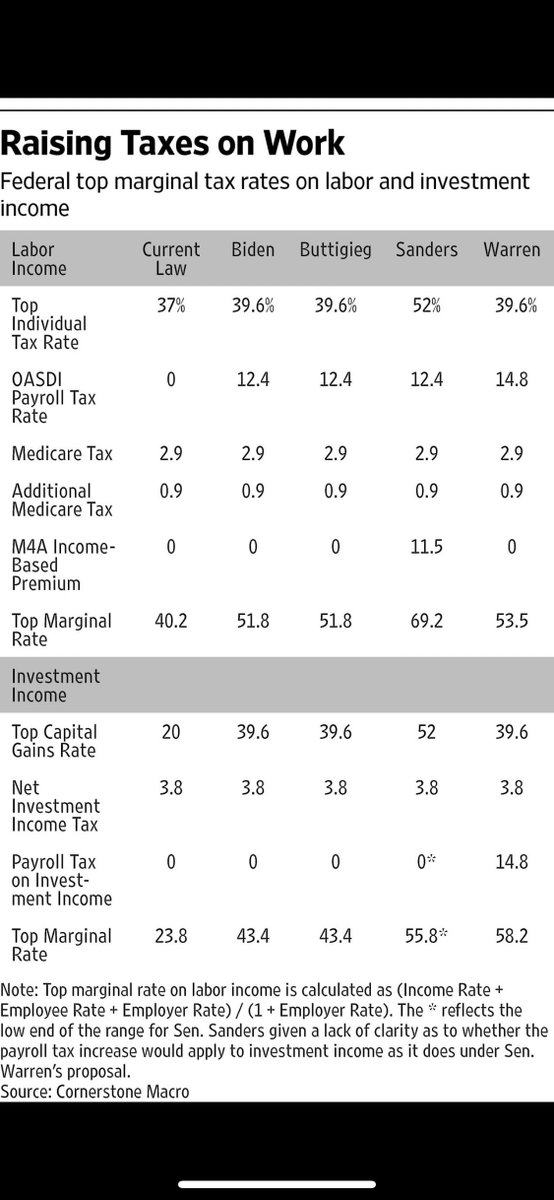 Raising Taxes on Work
Federal top marginal tax rates on labor and investment
income
Labor Income Current Law Biden Buttigieg Sanders Warren
Top Individual Tax Rate 37% 39.6% 39.6% 52% 39.6%
OASDI Payroll Tax Rate 0 12.4 12.4 12.4 14.8
Medicare Tax 2.9 2.9 2.9 2.9 2.9
Additional Medicare Tax 0.9 0.9 0.9 0.9 0.9
M4A Income-Based Premium 0 0 0 11.5 0
Top Marginal Rate 40.2 51.8 51.8 69.2 53.5
Investment Income
Top Capital Gains Rate 20 39.6 39.6 52 39.6
Net Investment Income Tax 3.8 3.8 3.8 3.8 3.8
Payroll Tax on Invest-ment Income 0 0 0 0* 14.8
Top Marginal Rate 23.8 43.4 43.4 55.8* 58.2
Note: Top marginal rate on labor income is calculated as (Income Rate +
Employee Rate + Employer Rate) / (1 + Employer Rate). The * reflects the
low end of the range for Sen. Sanders given a lack of clarity as to whether the
payroll tax increase would apply to investment income as it does under Sen.
Warren's proposal.
Source: Cornerstone Macro